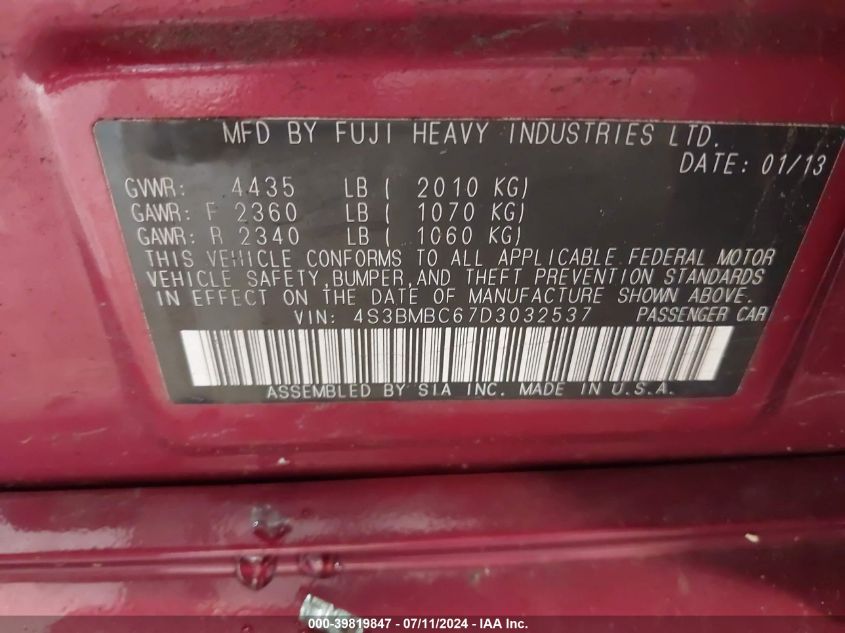 MFD BY FUJI HEAVY INDUSTRIES LTD.
DATE: 01/13
GVWR: 4435 LB ( 2010 KG)
GAWR: F 2360 LB ( 1070 KG)
GAWR: R 2340 LB ( 1060 KG)
THIS VEHICLE CONFORMS TO ALL APPLICABLE FEDERAL MOTOR
VEHICLE SAFETY,BUMPER,AND THEFT PREVENTION STANDARDS
IN EFFECT ON THE DATE OF MANUFACTURE SHOWN ABOVE.
VIN: 4S3BMBC67D3032537 PASSENGER CAR
ASSEMBLED BY SIA INC. MADE IN U.S.A.
000-39819847 - 07/11/2024 - IAA Inc.